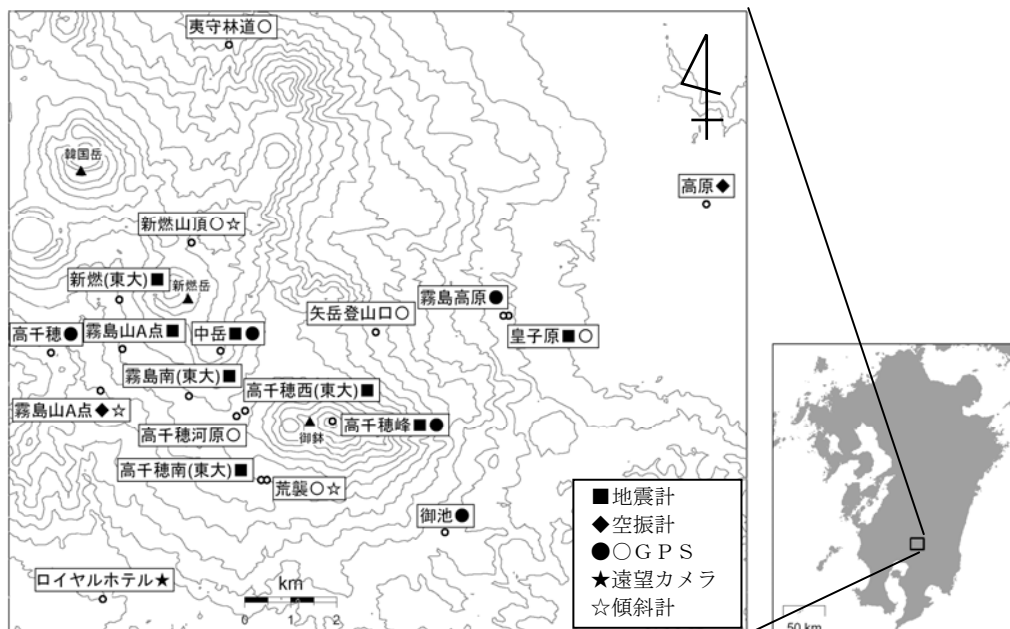 夷守林道○
韓国岳
高原◆
新燃山頂○☆
新燃(東大)■
新燃岳
霧島高原●
矢岳登山口○
皇子原■○
高千穂●
霧島山A点■
中岳■●
霧島南(東大)■
高千穂西(東大)■
霧島山A点◆☆
高千穂河原○
御鉢
高千穂峰■●
高千穂南(東大)■
荒襲○☆
御池●
ロイヤルホテル★
km
0 1 2
■地震計
◆空振計
●○GPS
★遠望カメラ
☆傾斜計
50 km